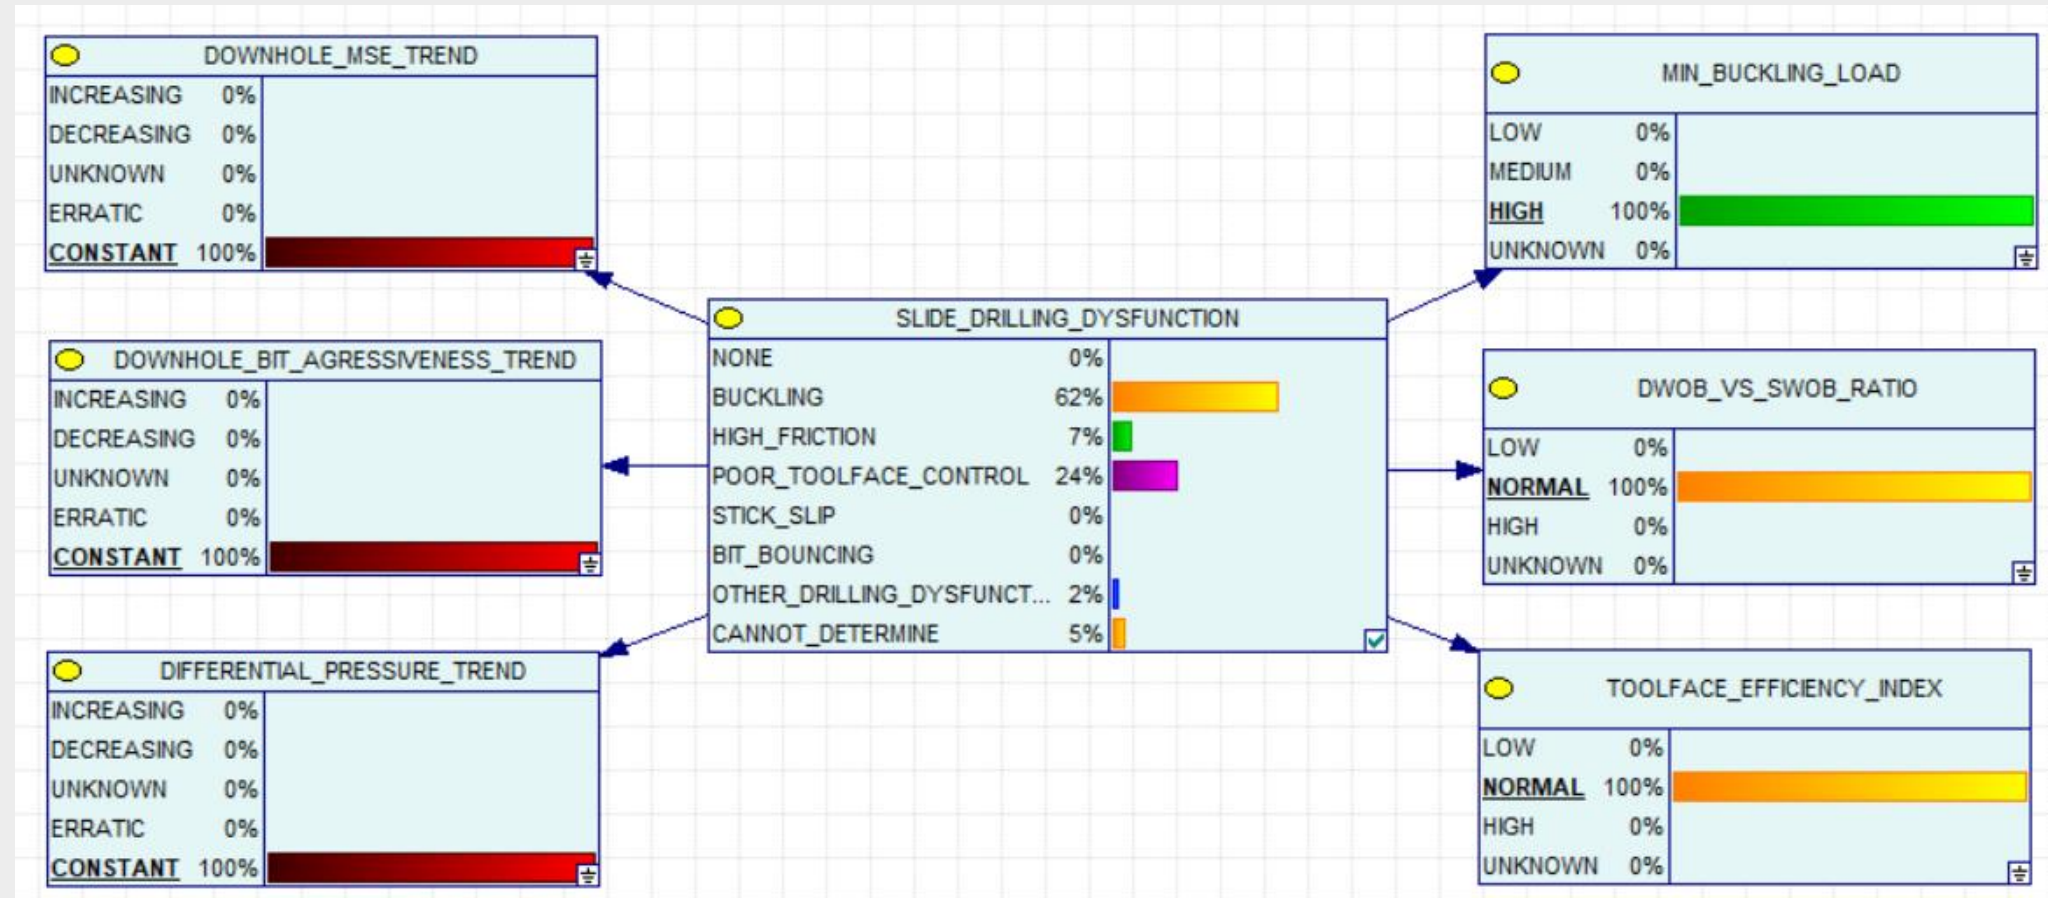 DOWNHOLE_MSE_TREND
INCREASING 0%
DECREASING 0%
UNKNOWN 0%
ERRATIC 0%
CONSTANT 100%
DOWNHOLE_BIT_AGRESSIVENESS_TREND
INCREASING 0%
DECREASING 0%
UNKNOWN 0%
ERRATIC 0%
CONSTANT 100%
DIFFERENTIAL_PRESSURE_TREND
INCREASING 0%
DECREASING 0%
UNKNOWN 0%
ERRATIC 0%
CONSTANT 100%
SLIDE_DRILLING_DYSFUNCTION
NONE 0%
BUCKLING 62%
HIGH_FRICTION 7%
POOR_TOOLFACE_CONTROL 24%
STICK_SLIP 0%
BIT_BOUNCING 0%
OTHER_DRILLING_DYSFUNCT... 2%
CANNOT_DETERMINE 5%
MIN_BUCKLING_LOAD
LOW 0%
MEDIUM 0%
HIGH 100%
UNKNOWN 0%
DWOB_VS_SWOB_RATIO
LOW 0%
NORMAL 100%
HIGH 0%
UNKNOWN 0%
TOOLFACE_EFFICIENCY_INDEX
LOW 0%
NORMAL 100%
HIGH 0%
UNKNOWN 0%